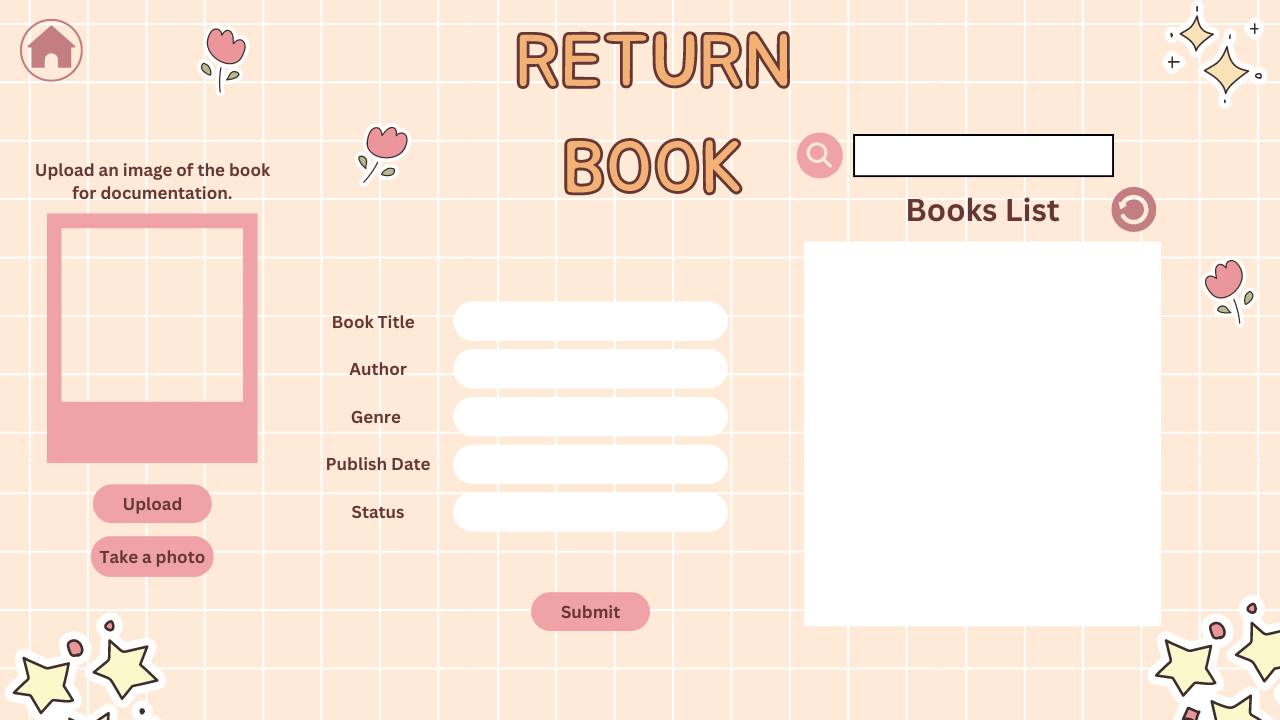 RETURN
BOOK
Upload an image of the book
for documentation.
Upload
Take a photo
Book Title
Author
Genre
Publish Date
Status
Submit
Books List